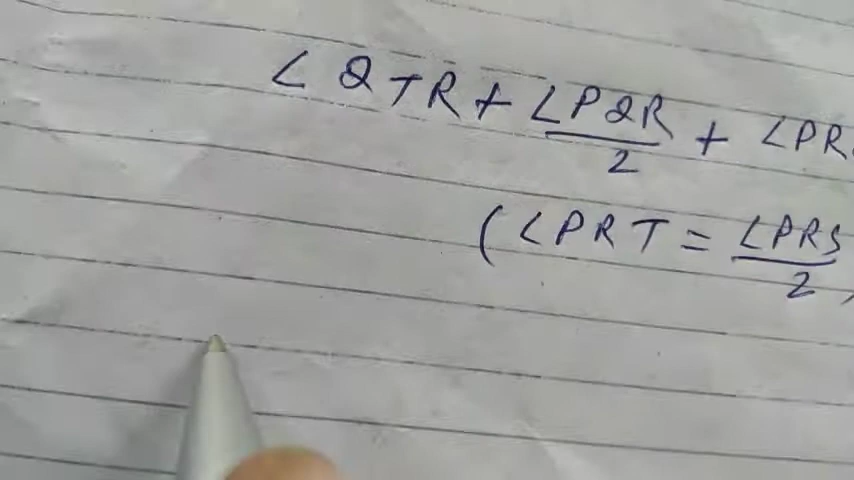 ∠QTR + ∠PQR/2 + ∠PR
(∠PRT = ∠PRS/2)